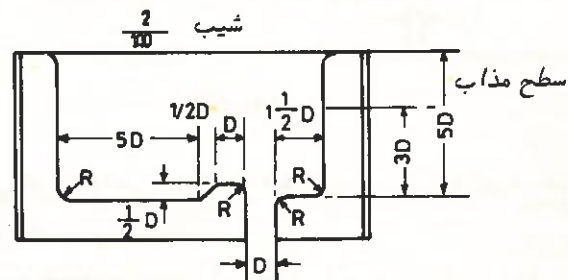 2/100 شیب
سطح مذاب
1/2D D 1 1/2 D
5D 3D 5D
R R
R R
1/2 D
D